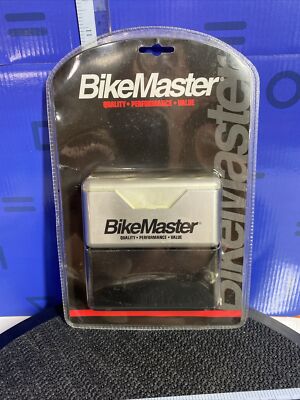 BikeMaster®
QUALITY • PERFORMANCE • VALUE
BikeMaster
BikeMaster®
QUALITY • PERFORMANCE • VALUE